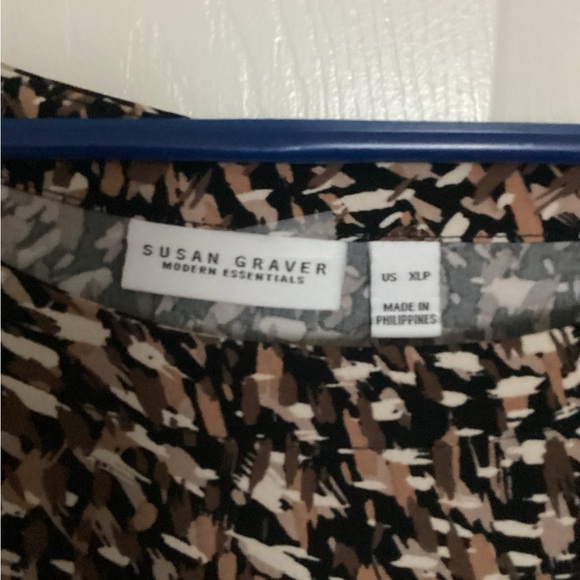 SUSAN GRAVER
MODERN ESSENTIALS
US XLP
MADE IN
PHILIPPINES